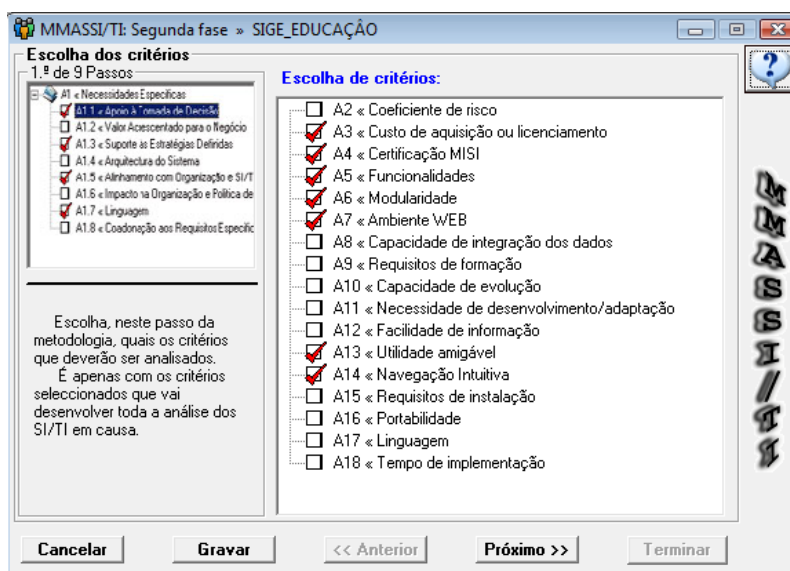 MMASSI/TI: Segunda fase » SIGE_EDUCAÇÂO
Escolha dos critérios
1.º de 9 Passos
A1 « Necessidades Especificas
A1.1 « Apoio à Tomada de Decisão
A1.2 « Valor Acrescentado para o Negócio
A1.3 « Suporte as Estratégias Definidas
A1.4 « Arquitectura do Sistema
A1.5 « Alinhamento com Organização e SI/T
A1.6 « Impacto na Organização e Politica de
A1.7 « Linguagem
A1.8 « Coadonação aos Requisitos Especific
Escolha, neste passo da
metodologia, quais os critérios
que deverão ser analisados.
É apenas com os critérios
seleccionados que vai
desenvolver toda a análise dos
SI/TI em causa.
Escolha de critérios:
A2 « Coeficiente de risco
A3 « Custo de aquisição ou licenciamento
A4 « Certificação MISI
A5 « Funcionalidades
A6 « Modularidade
A7 « Ambiente WEB
A8 « Capacidade de integração dos dados
A9 « Requisitos de formação
A10 « Capacidade de evolução
A11 « Necessidade de desenvolvimento/adaptação
A12 « Facilidade de informação
A13 « Utilidade amigável
A14 « Navegação Intuitiva
A15 « Requisitos de instalação
A16 « Portabilidade
A17 « Linguagem
A18 « Tempo de implementação
?
MMASSI/TI
Cancelar
Gravar
<< Anterior
Próximo >>
Terminar